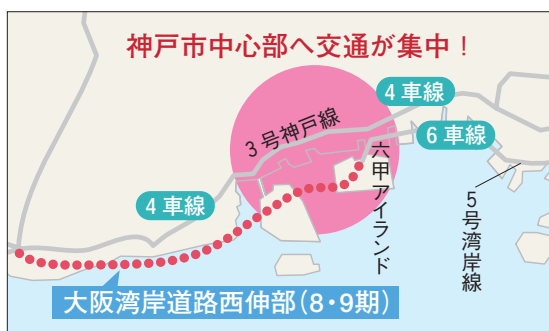 神戸市中心部へ交通が集中！
4車線
3号神戸線
6車線
六甲アイランド
4車線
5号湾岸線
大阪湾岸道路西伸部（8・9期）